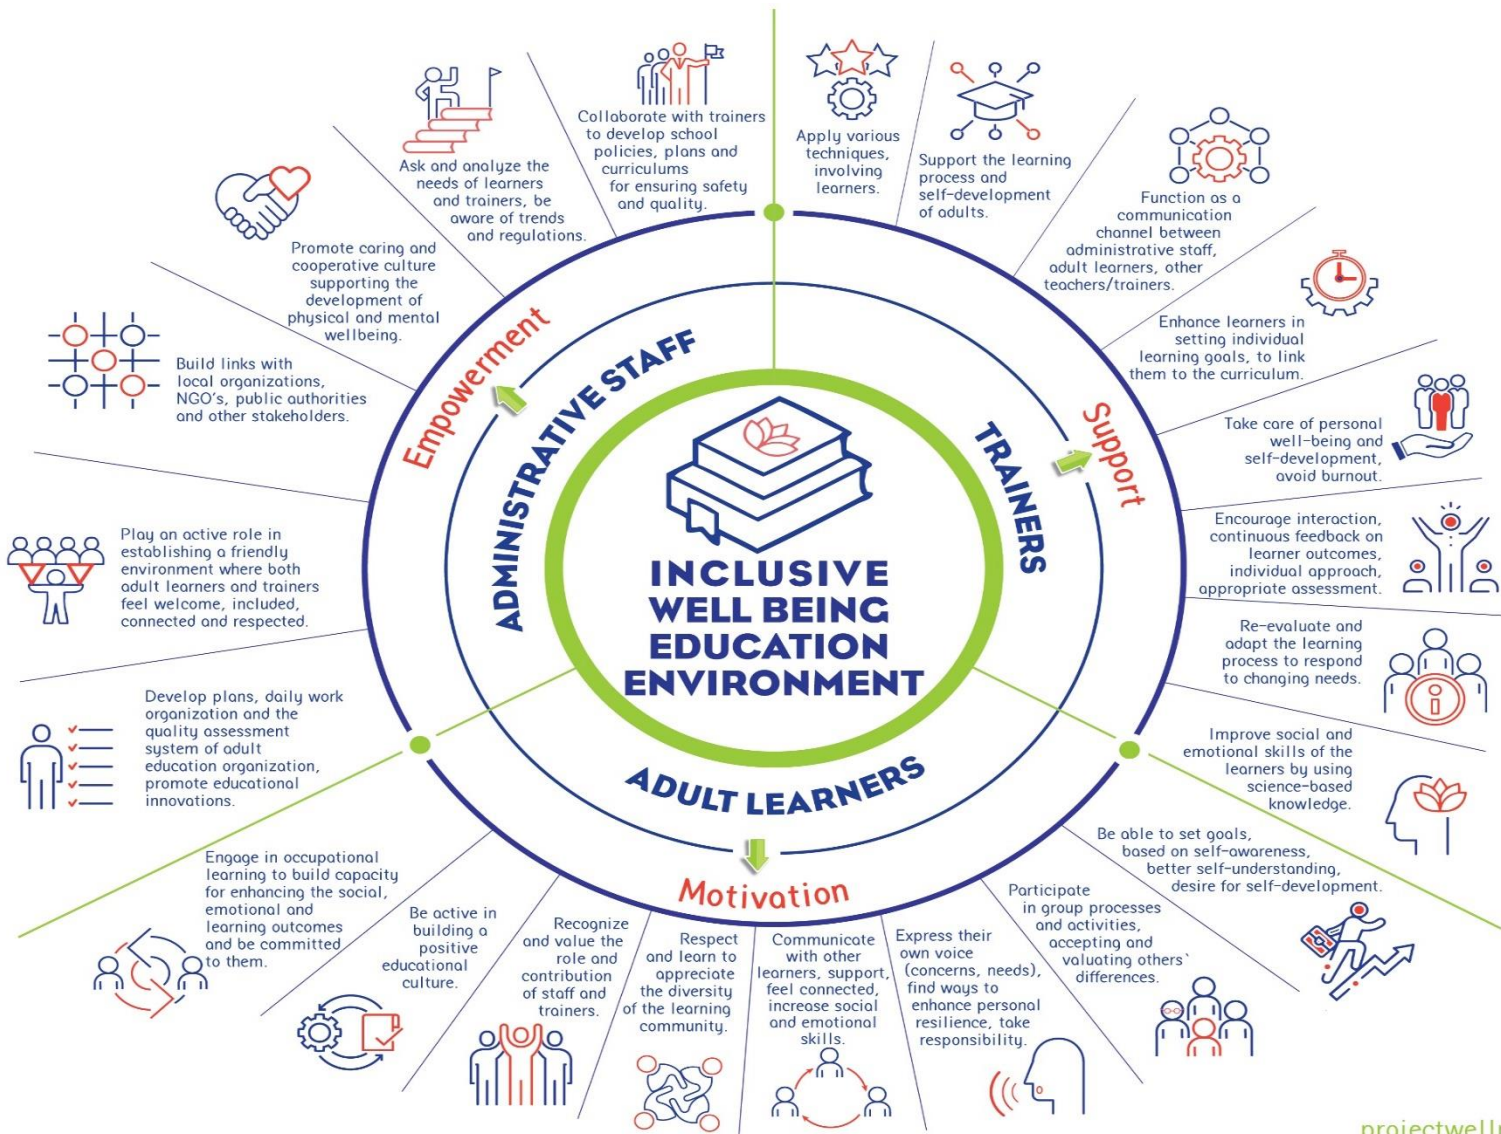 Collaborate with trainers
to develop school
policies, plans and
curriculums
for ensuring safety
and quality.
Ask and analyze the
needs of learners
and trainers, be
aware of trends
and regulations.
Promote caring and
cooperative culture
supporting the
development of
physical and mental
wellbeing.
Build links with
local organizations,
NGO's, public authorities
and other stakeholders.
Play an active role in
establishing a friendly
environment where both
adult learners and trainers
feel welcome, included,
connected and respected.
Develop plans, daily work
organization and the
quality assessment
system of adult
education organization,
promote educational
innovations.
Apply various
techniques,
involving
learners.
Support the learning
process and
self-development
of adults.
Function as a
communication
channel between
administrative staff,
adult learners, other
teachers/trainers.
Enhance learners in
setting individual
learning goals, to link
them to the curriculum.
Take care of personal
well-being and
self-development,
avoid burnout.
Encourage interaction,
continuous feedback on
learner outcomes,
individual approach,
appropriate assessment.
Re-evaluate and
adapt the learning
process to respond
to changing needs.
Improve social and
emotional skills of the
learners by using
science-based
knowledge.
Empowerment
ADMINISTRATIVE STAFF
Support
TRAINERS
INCLUSIVE
WELL BEING
EDUCATION
ENVIRONMENT
ADULT LEARNERS
Motivation
Engage in occupational
learning to build capacity
for enhancing the social,
emotional and
learning outcomes
and be committed
to them.
Be active in
building a
positive
educational
culture.
Recognize
and value the
role and
contribution
of staff and
trainers.
Respect
and learn to
appreciate
the diversity
of the learning
community.
Communicate
with other
learners, support,
feel connected,
increase social
and emotional
skills.
Express their
own voice
(concerns, needs),
find ways to
enhance personal
resilience, take
responsibility.
Participate
in group processes
and activities,
accepting and
valuating others`
differences.
Be able to set goals,
based on self-awareness,
better self-understanding,
desire for self-development.